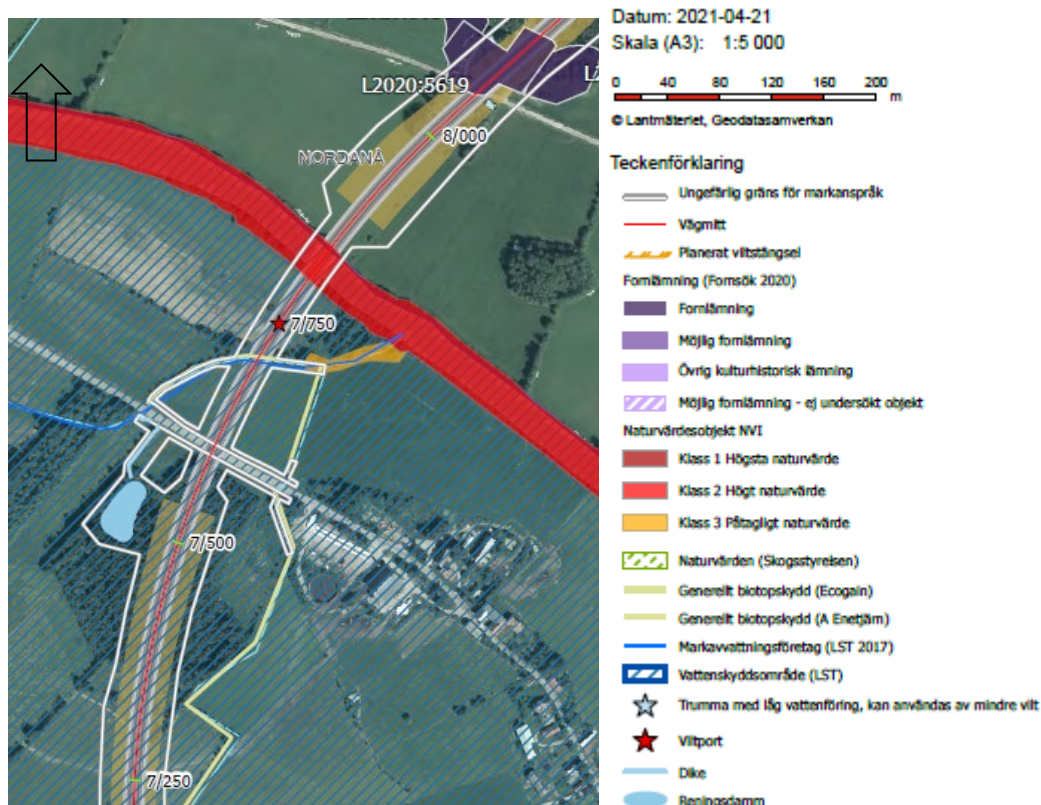 L2020:5619
8/000
NORDANÅ
7/750
7/500
7/250
Datum: 2021-04-21
Skala (A3): 1:5 000
0 40 80 120 160 200
m
© Lantmäteriet, Geodatasamverkan
Teckenförklaring
Ungefärlig gräns för markanspråk
Vägmitt
Planerat viltstängsel
Fornlämning (Fornsök 2020)
Fornlämning
Möjlig fornlämning
Övrig kulturhistorisk lämning
Möjlig fornlämning - ej undersökt objekt
Naturvärdesobjekt NVI
Klass 1 Högsta naturvärde
Klass 2 Högt naturvärde
Klass 3 Påtagligt naturvärde
Naturvärden (Skogsstyrelsen)
Generellt biotopskydd (Ecogain)
Generellt biotopskydd (A Enetjärn)
Markavvattningsföretag (LST 2017)
Vattenskyddsområde (LST)
Trumma med låg vattenföring, kan användas av mindre vilt
Viltport
Dike
Reningsdamm